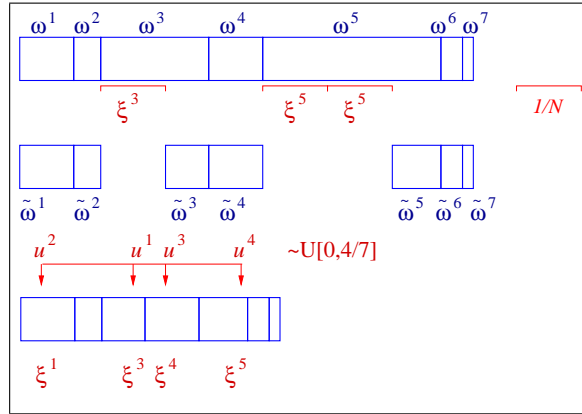 ω¹ ω² ω³ ω⁴ ω⁵ ω⁶ ω⁷
ξ³ ξ⁵ ξ⁵ 1/N
ω̃¹ ω̃² ω̃³ ω̃⁴ ω̃⁵ ω̃⁶ ω̃⁷
u² u¹ u³ u⁴ ~U[0,4/7]
ξ¹ ξ³ ξ⁴ ξ⁵